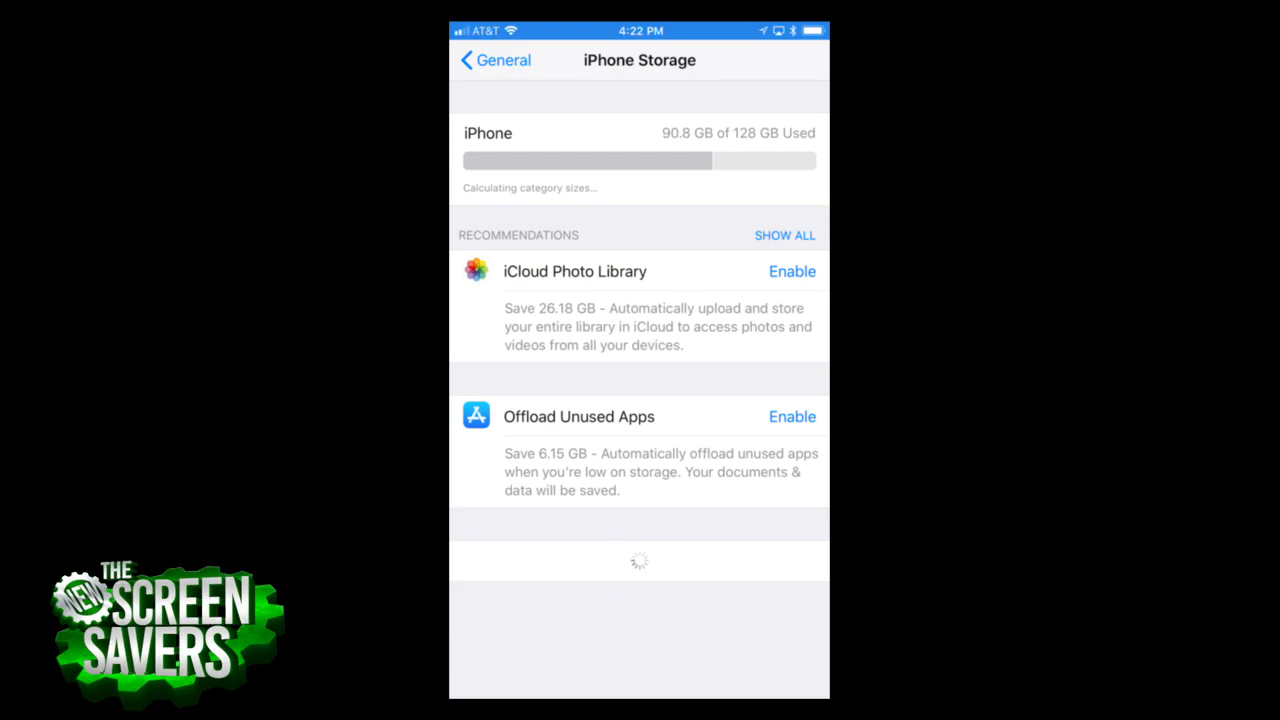 AT&T
4:22 PM
General
iPhone Storage
iPhone
90.8 GB of 128 GB Used
Calculating category sizes...
RECOMMENDATIONS
SHOW ALL
iCloud Photo Library
Enable
Save 26.18 GB - Automatically upload and store
your entire library in iCloud to access photos and
videos from all your devices.
Offload Unused Apps
Enable
Save 6.15 GB - Automatically offload unused apps
when you're low on storage. Your documents &
data will be saved.
THE
NEW
SCREEN
SAVERS